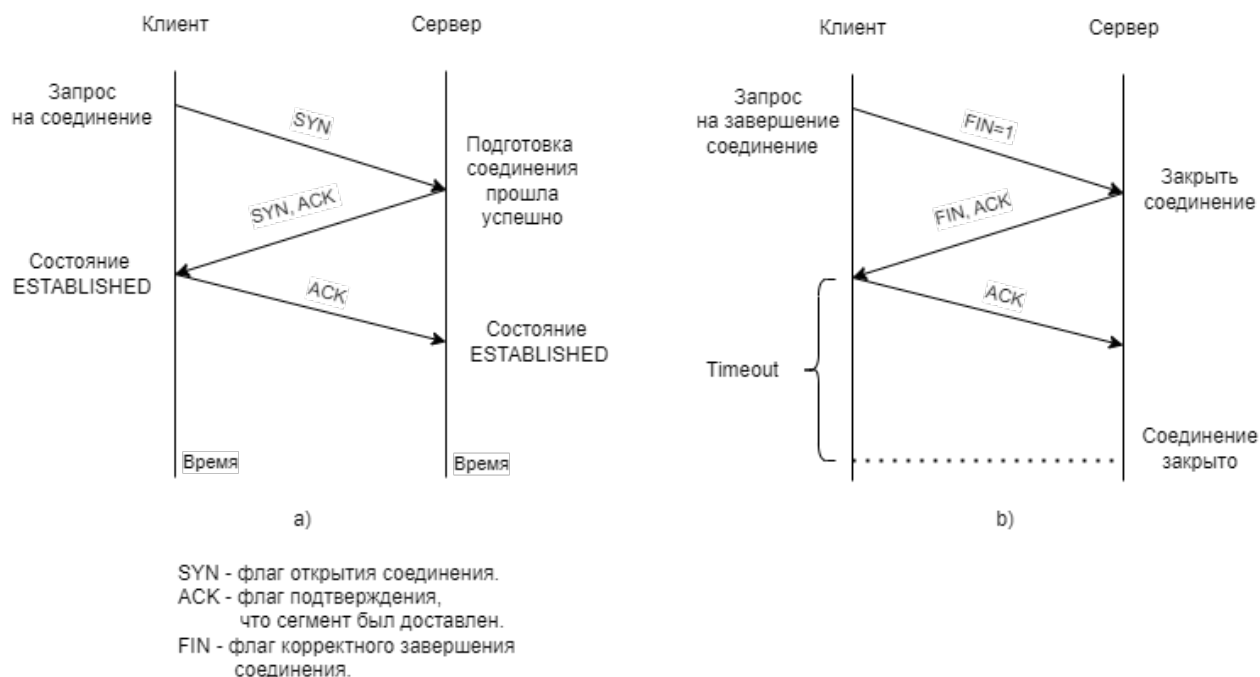 Клиент
Сервер
Запрос
на соединение
SYN
Подготовка
соединения
прошла
успешно
SYN, ACK
Состояние
ESTABLISHED
ACK
Состояние
ESTABLISHED
Время
Время
a)
Клиент
Сервер
Запрос
на завершение
соединение
FIN=1
Закрыть
соединение
FIN, ACK
ACK
Timeout
Соединение
закрыто
b)
SYN - флаг открытия соединения.
ACK - флаг подтверждения,
что сегмент был доставлен.
FIN - флаг корректного завершения
соединения.